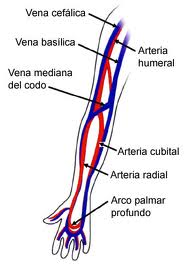 Vena cefálica
Vena basílica
Arteria
humeral
Vena mediana
del codo
Arteria cubital
Arteria radial
Arco palmar
profundo